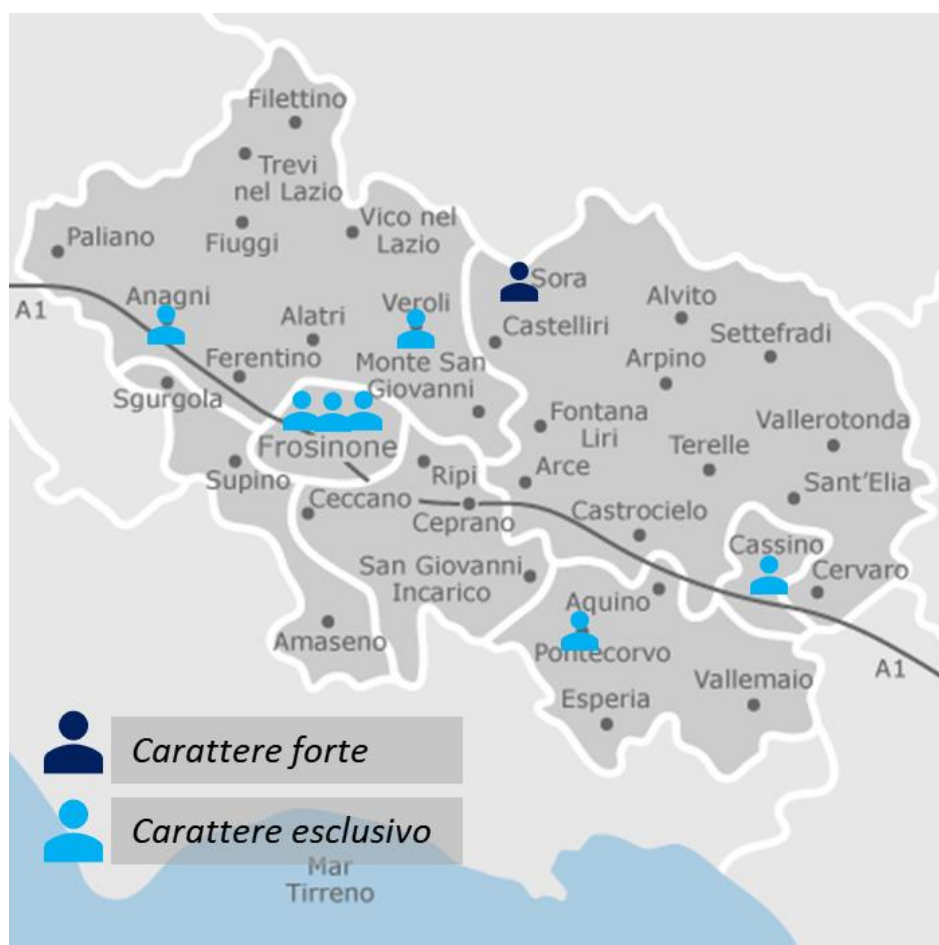 Filettino
Trevi
nel Lazio
Vico nel
Lazio
Paliano
Fiuggi
Sora
Anagni
Veroli
Alvito
A1
Alatri
Castelliri
Settefradi
Ferentino
Monte San
Giovanni
Arpino
Sgurgola
Fontana
Liri
Vallerotonda
Frosinone
Terelle
Supino
Ripi
Arce
Sant'Elia
Ceccano
Ceprano
Castrocielo
Cassino
San Giovanni
Incarico
Cervaro
Aquino
Amaseno
Pontecorvo
A1
Esperia
Vallemaio
Carattere forte
Carattere esclusivo
Mar
Tirreno